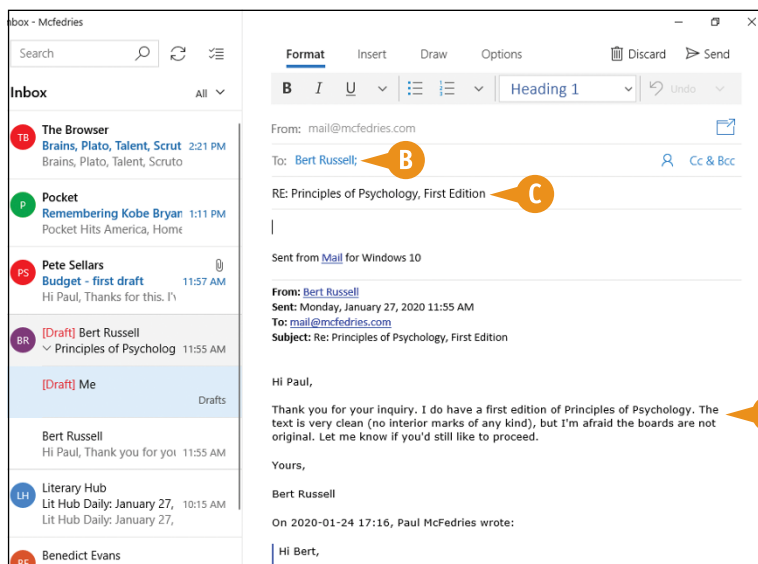 nbox - Mcfedries
Search
Inbox
All
TB
The Browser
Brains, Plato, Talent, Scrut 2:21 PM
Brains, Plato, Talent, Scruto
P
Pocket
Remembering Kobe Bryan 1:11 PM
Pocket Hits America, Home
PS
Pete Sellars
Budget - first draft 11:57 AM
Hi Paul, Thanks for this. I'v
BR
[Draft] Bert Russell
Principles of Psycholog 11:55 AM
[Draft] Me
Drafts
Bert Russell
Hi Paul, Thank you for you 11:55 AM
LH
Literary Hub
Lit Hub Daily: January 27, 10:15 AM
Lit Hub Daily: January 27,
BE
Benedict Evans
Format Insert Draw Options Discard Send
B I U Heading 1 Undo
From: mail@mcfedries.com
To: Bert Russell; B Cc & Bcc
RE: Principles of Psychology, First Edition C
Sent from Mail for Windows 10
From: Bert Russell
Sent: Monday, January 27, 2020 11:55 AM
To: mail@mcfedries.com
Subject: Re: Principles of Psychology, First Edition
Hi Paul,
Thank you for your inquiry. I do have a first edition of Principles of Psychology. The
text is very clean (no interior marks of any kind), but I'm afraid the boards are not
original. Let me know if you'd still like to proceed.
Yours,
Bert Russell
On 2020-01-24 17:16, Paul McFedries wrote:
Hi Bert,